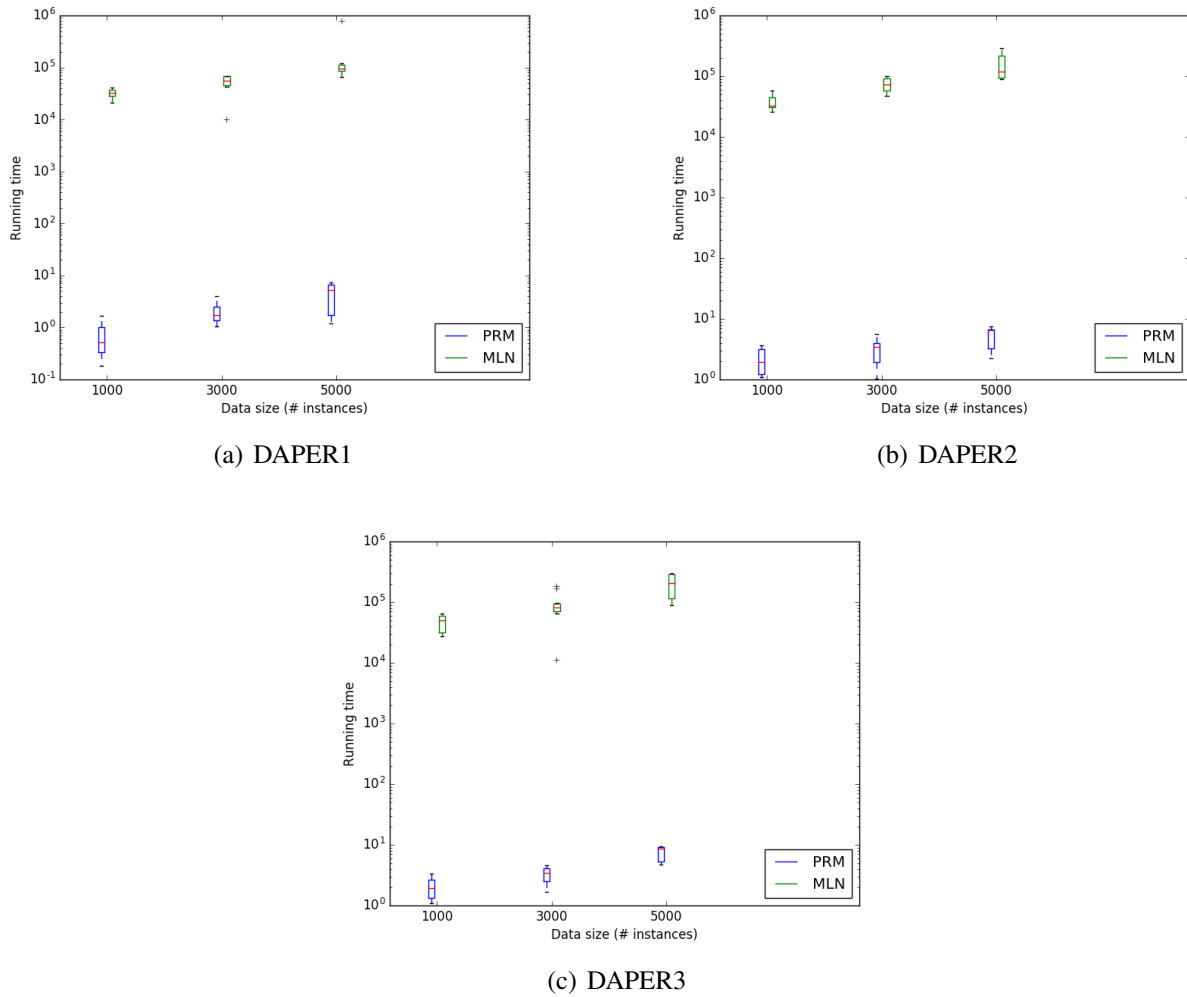 10^6
10^5
10^4
10^3
10^2
10^1
10^0
10^-1
Running time
1000 3000 5000
Data size (# instances)
PRM
MLN
(a) DAPER1
10^6
10^5
10^4
10^3
10^2
10^1
10^0
Running time
1000 3000 5000
Data size (# instances)
PRM
MLN
(b) DAPER2
10^6
10^5
10^4
10^3
10^2
10^1
10^0
Running time
1000 3000 5000
Data size (# instances)
PRM
MLN
(c) DAPER3